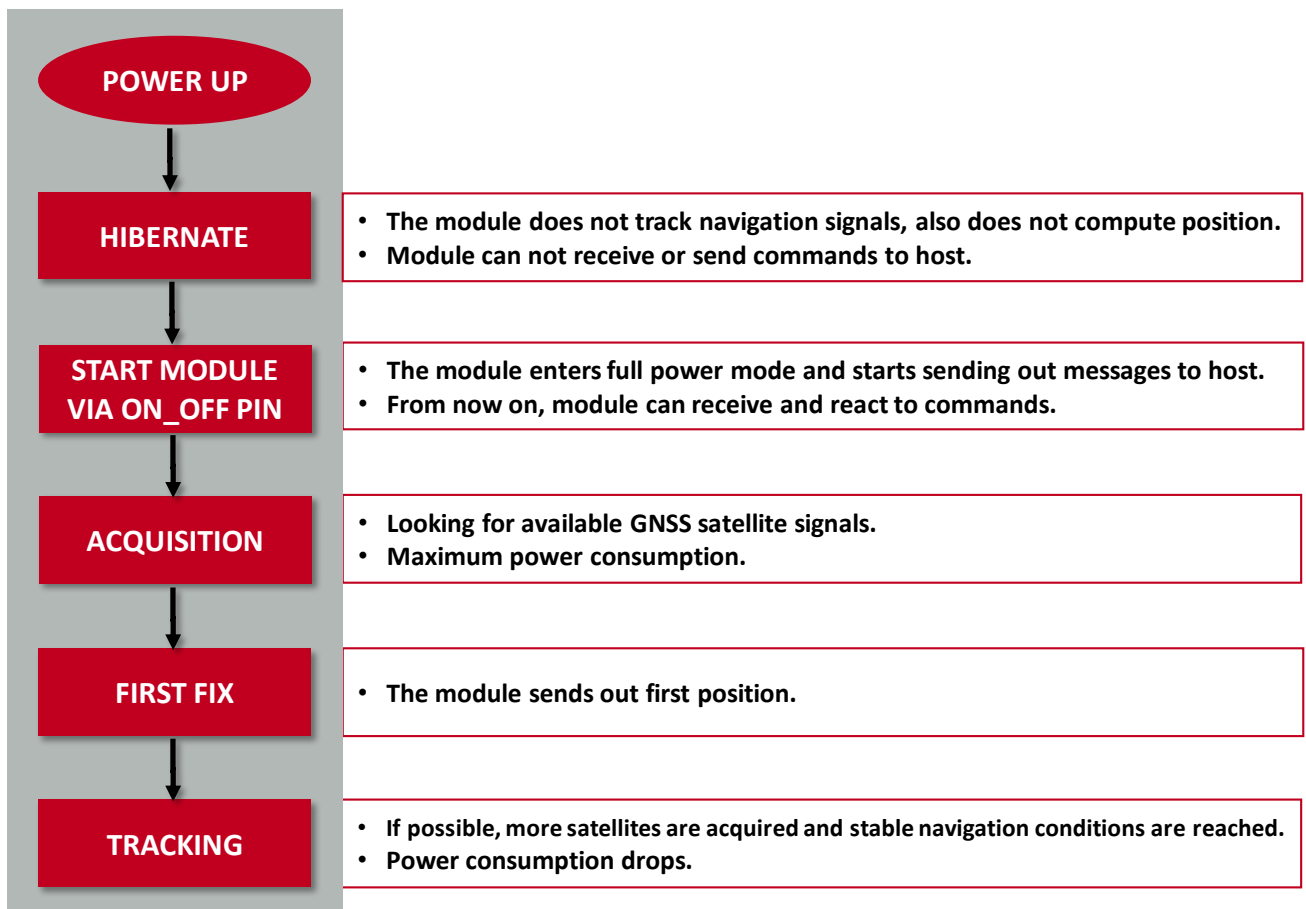 POWER UP
HIBERNATE
• The module does not track navigation signals, also does not compute position.
• Module can not receive or send commands to host.
START MODULE
VIA ON_OFF PIN
• The module enters full power mode and starts sending out messages to host.
• From now on, module can receive and react to commands.
ACQUISITION
• Looking for available GNSS satellite signals.
• Maximum power consumption.
FIRST FIX
• The module sends out first position.
TRACKING
• If possible, more satellites are acquired and stable navigation conditions are reached.
• Power consumption drops.